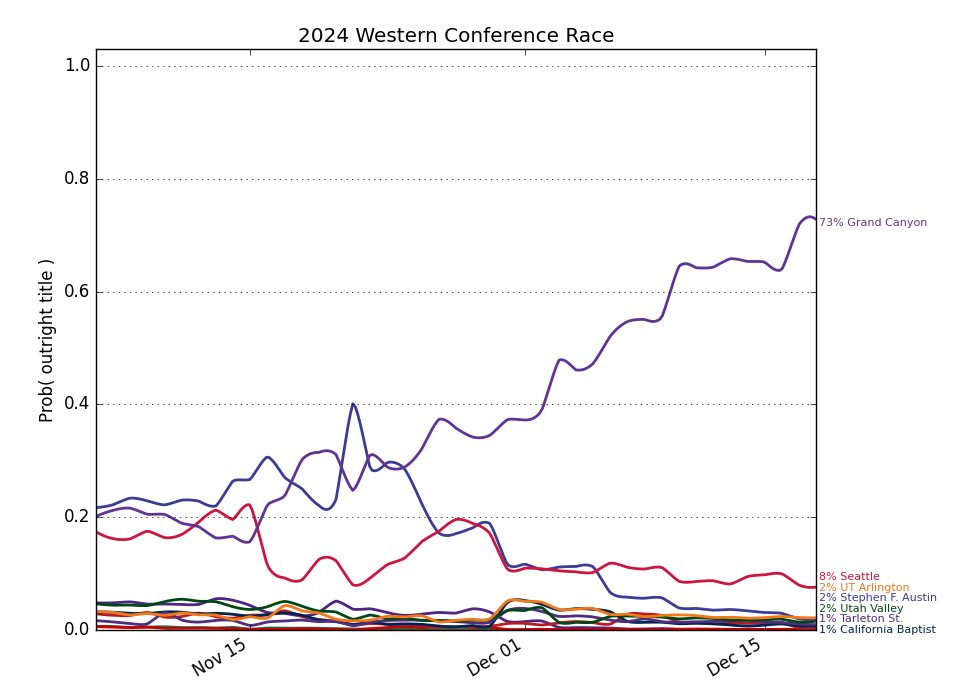 2024 Western Conference Race
Prob( outright title )
1.0
0.8
0.6
0.4
0.2
0.0
Nov 15
Dec 01
Dec 15
73% Grand Canyon
8% Seattle
2% UT Arlington
2% Stephen F. Austin
2% Utah Valley
1% Tarleton St.
1% California Baptist